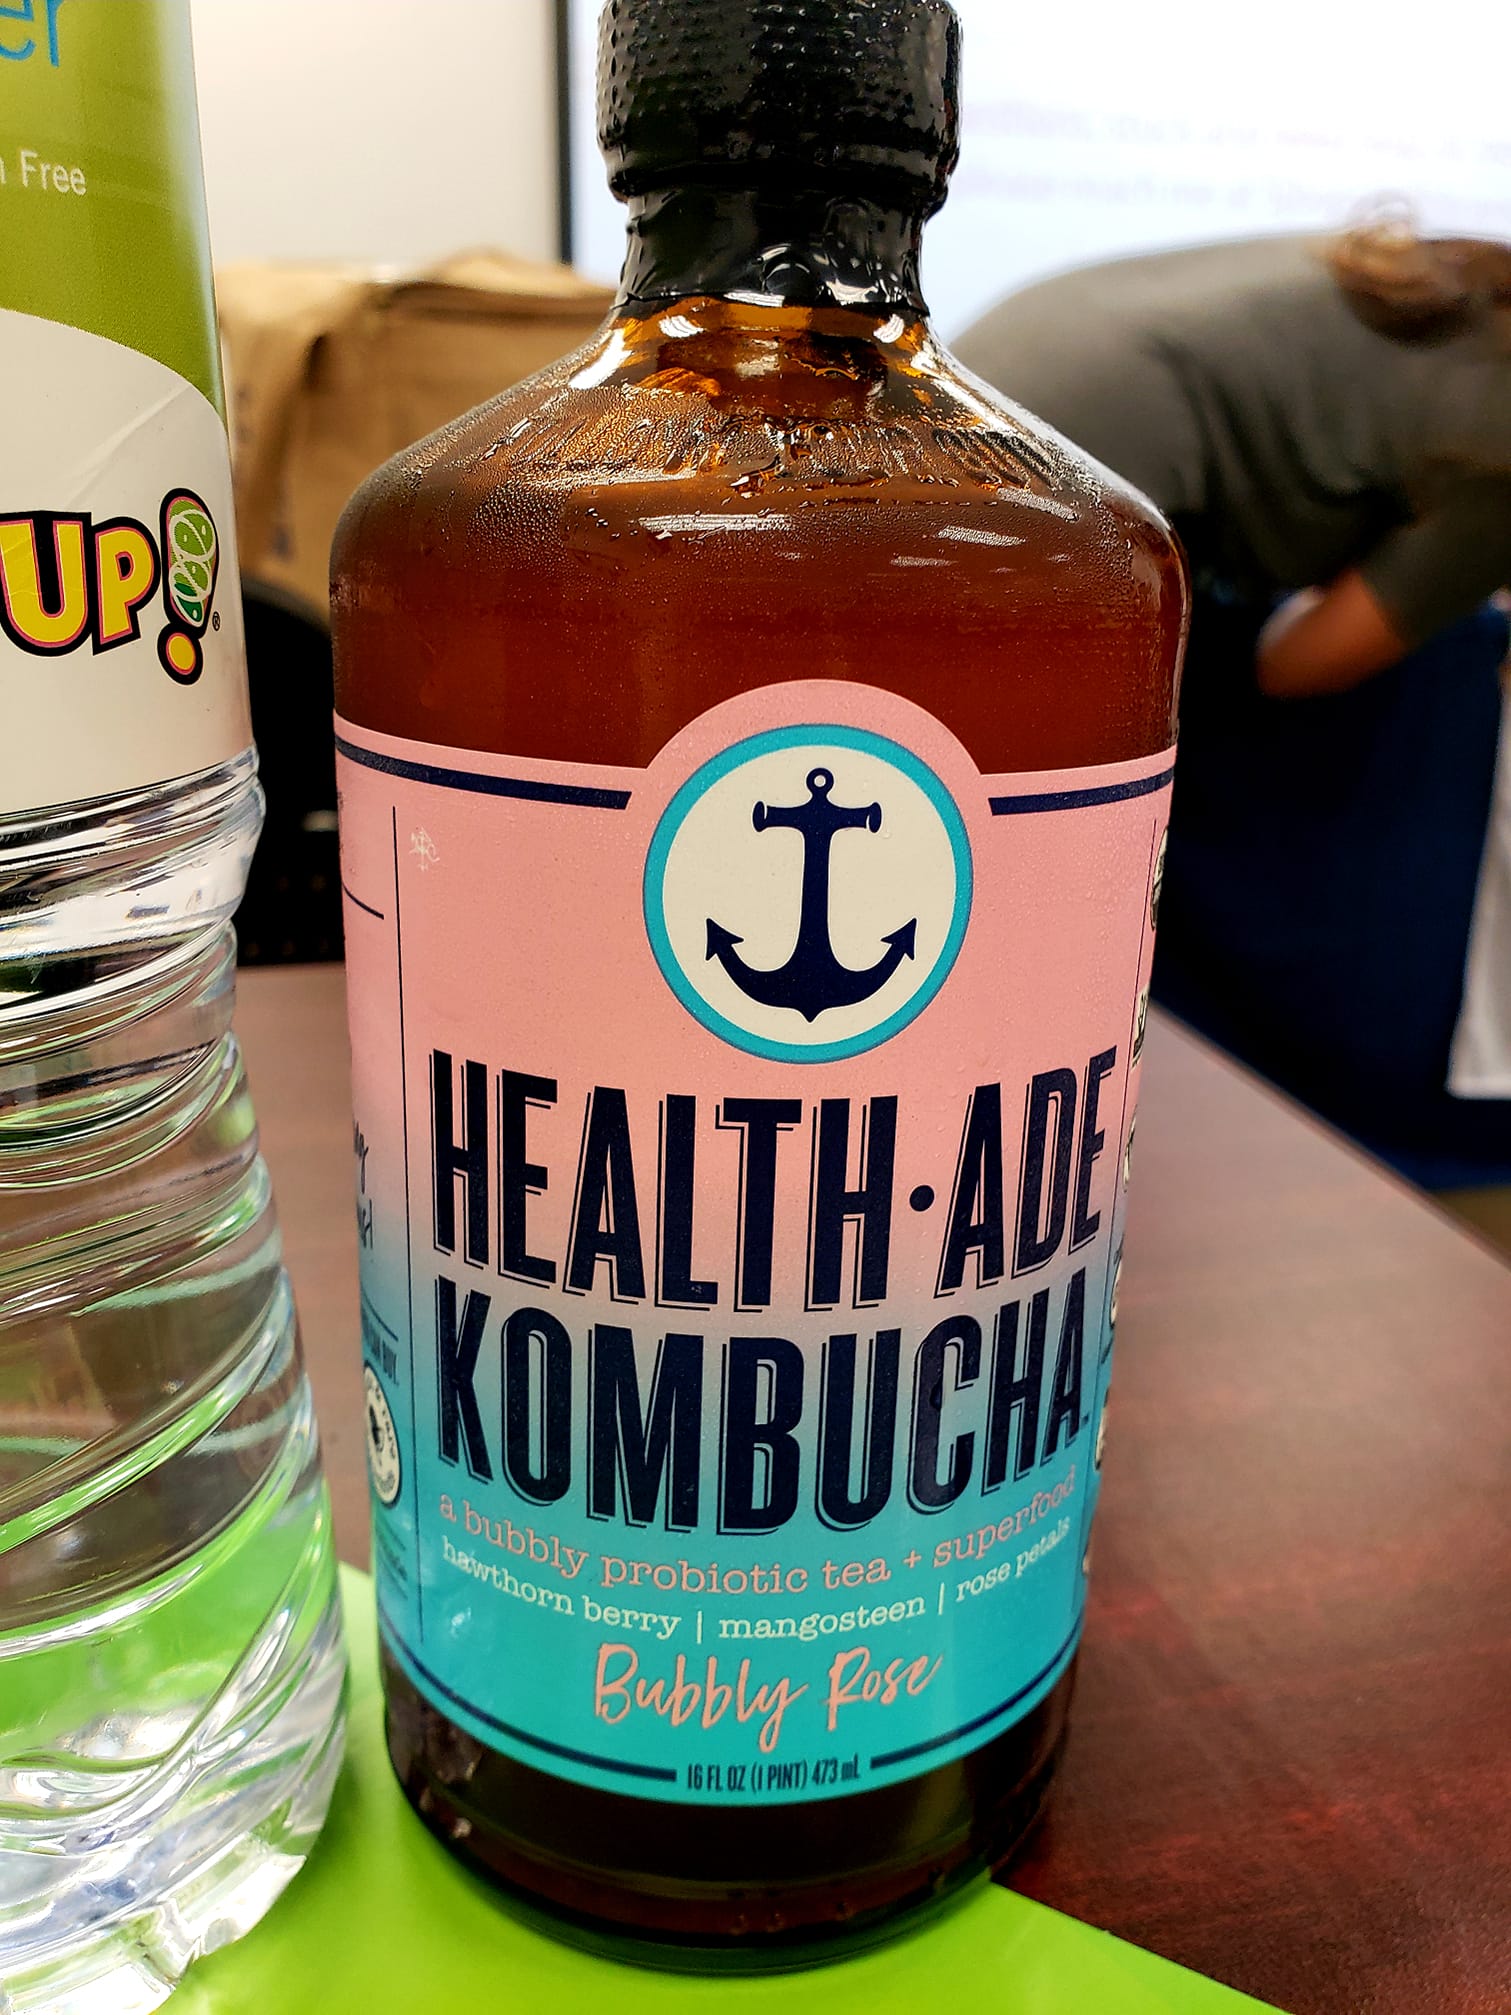 Free
UP!
®
HEALTH·ADE
KOMBUCHA
a bubbly probiotic tea + superfood
hawthorn berry | mangosteen | rose petals
Bubbly Rose
16 FL OZ (1 PINT) 473 mL